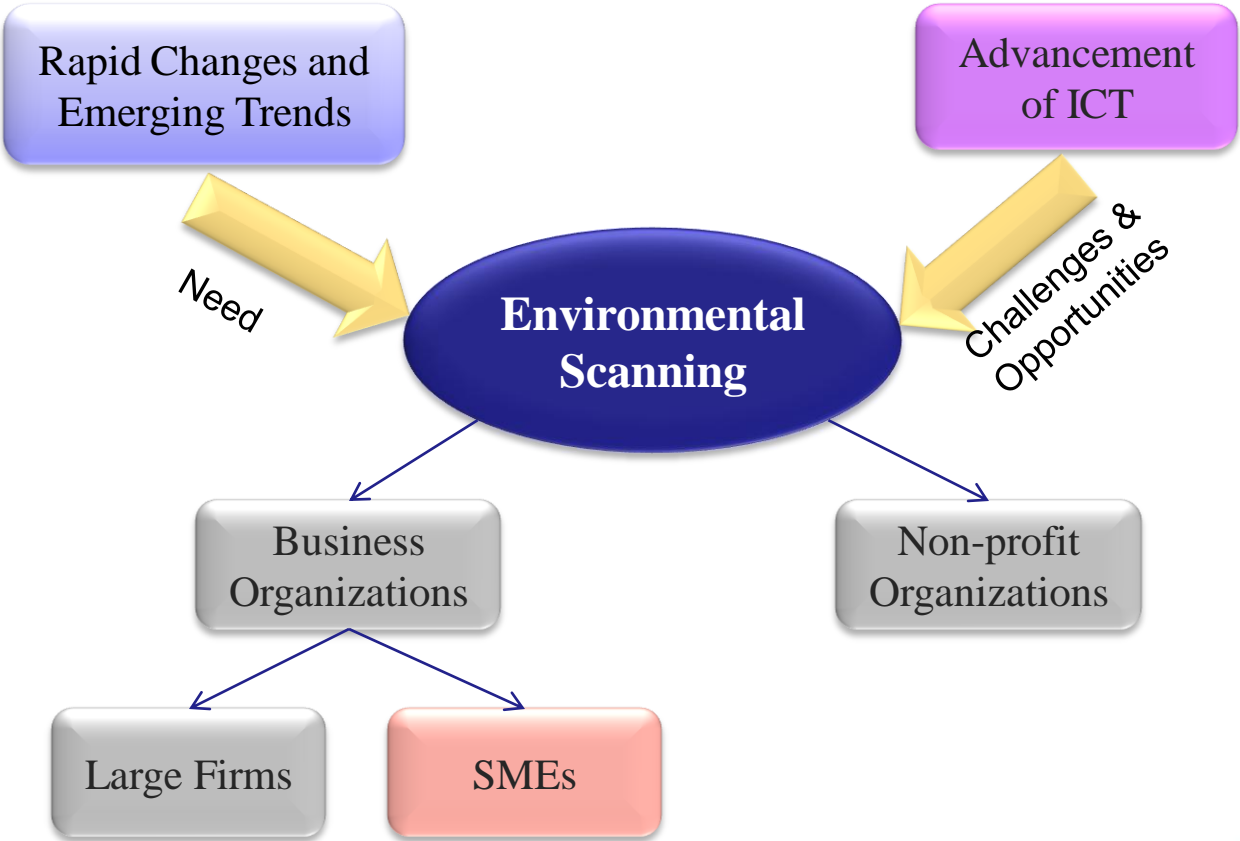 Rapid Changes and
Emerging Trends
Advancement
of ICT
Need
Challenges &
Opportunities
Environmental
Scanning
Business
Organizations
Non-profit
Organizations
Large Firms
SMEs